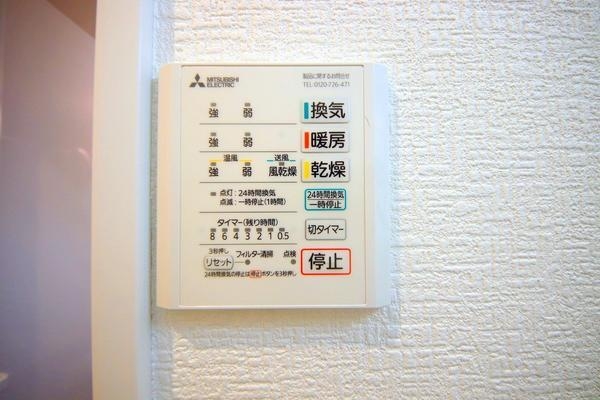 MITSUBISHI ELECTRIC
製品に関するお問合せ
TEL:0120-726-471
強 弱 換気
強 弱 暖房
温風 送風
強 弱 風乾燥 乾燥
点灯:24時間換気
点滅:一時停止(1時間)
24時間換気
一時停止
タイマー(残り時間)
8 6 4 3 2 1 0.5
切タイマー
3秒押し
リセット フィルター清掃 点検
停止
24時間換気の停止は停止ボタンを3秒押し